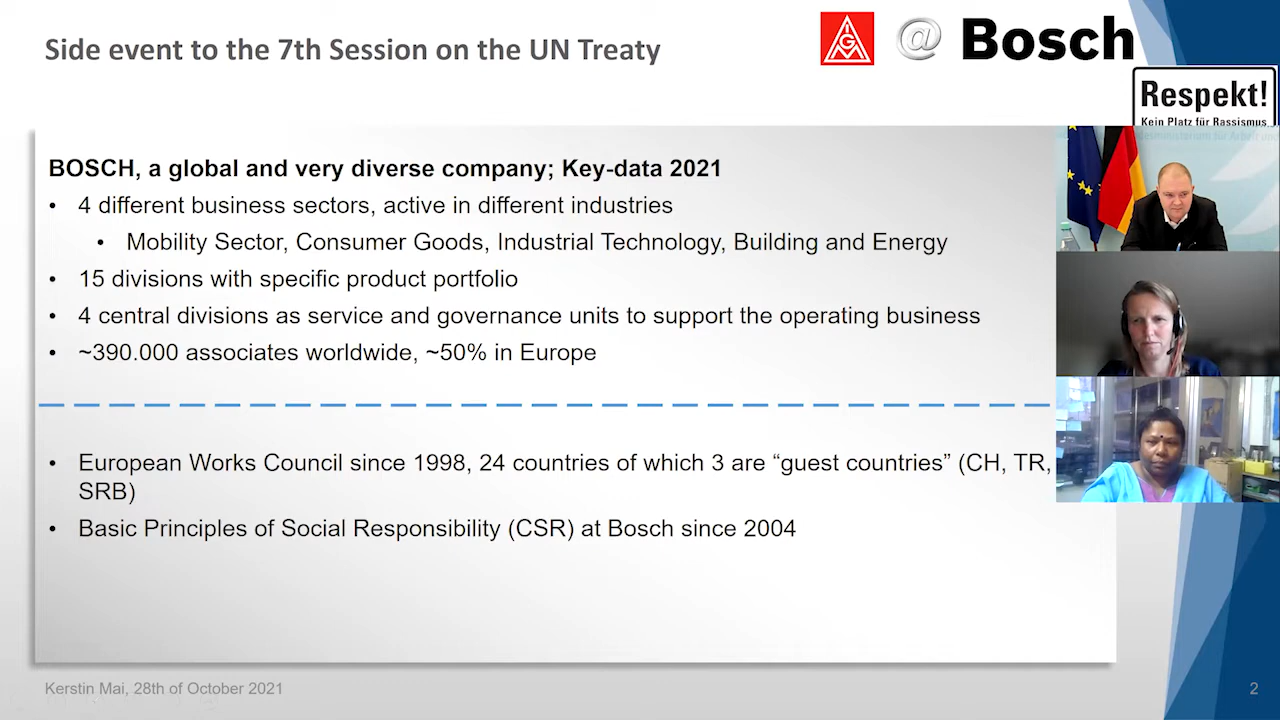 Side event to the 7th Session on the UN Treaty
IGM
@ Bosch
Respekt!
Kein Platz für Rassismus.
BOSCH, a global and very diverse company; Key-data 2021
• 4 different business sectors, active in different industries
• Mobility Sector, Consumer Goods, Industrial Technology, Building and Energy
• 15 divisions with specific product portfolio
• 4 central divisions as service and governance units to support the operating business
• ~390.000 associates worldwide, ~50% in Europe
• European Works Council since 1998, 24 countries of which 3 are “guest countries” (CH, TR,
SRB)
• Basic Principles of Social Responsibility (CSR) at Bosch since 2004
Kerstin Mai, 28th of October 2021
2